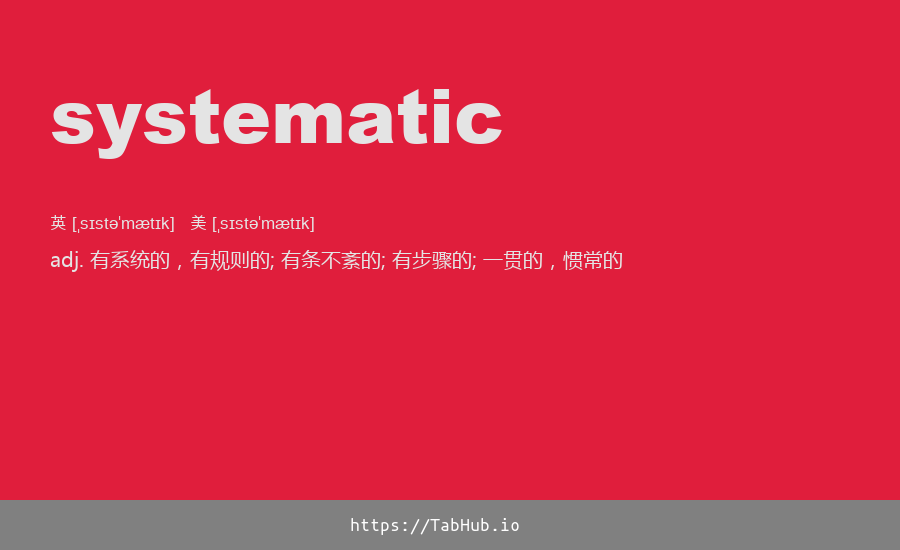 systematic
英 [ˌsɪstəˈmætɪk] 美 [ˌsɪstəˈmætɪk]
adj. 有系统的，有规则的; 有条不紊的; 有步骤的; 一贯的，惯常的
https://TabHub.io